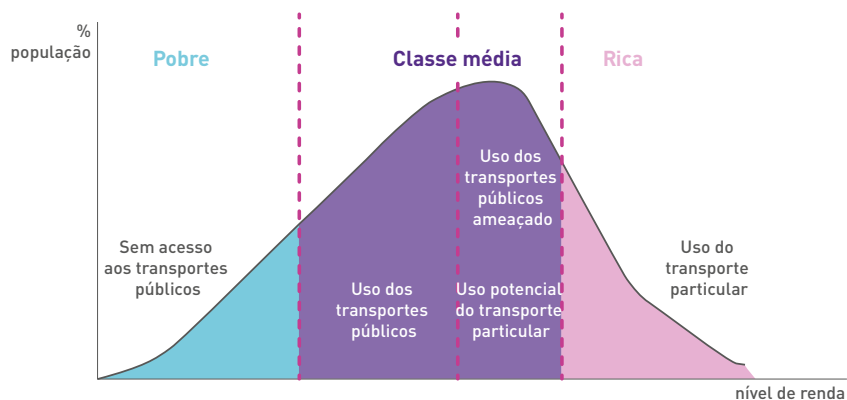 %
população
Pobre
Classe média
Rica
Uso dos
transportes
públicos
ameaçado
Sem acesso
aos transportes
públicos
Uso do
transporte
particular
Uso dos
transportes
públicos
Uso potencial
do transporte
particular
nível de renda